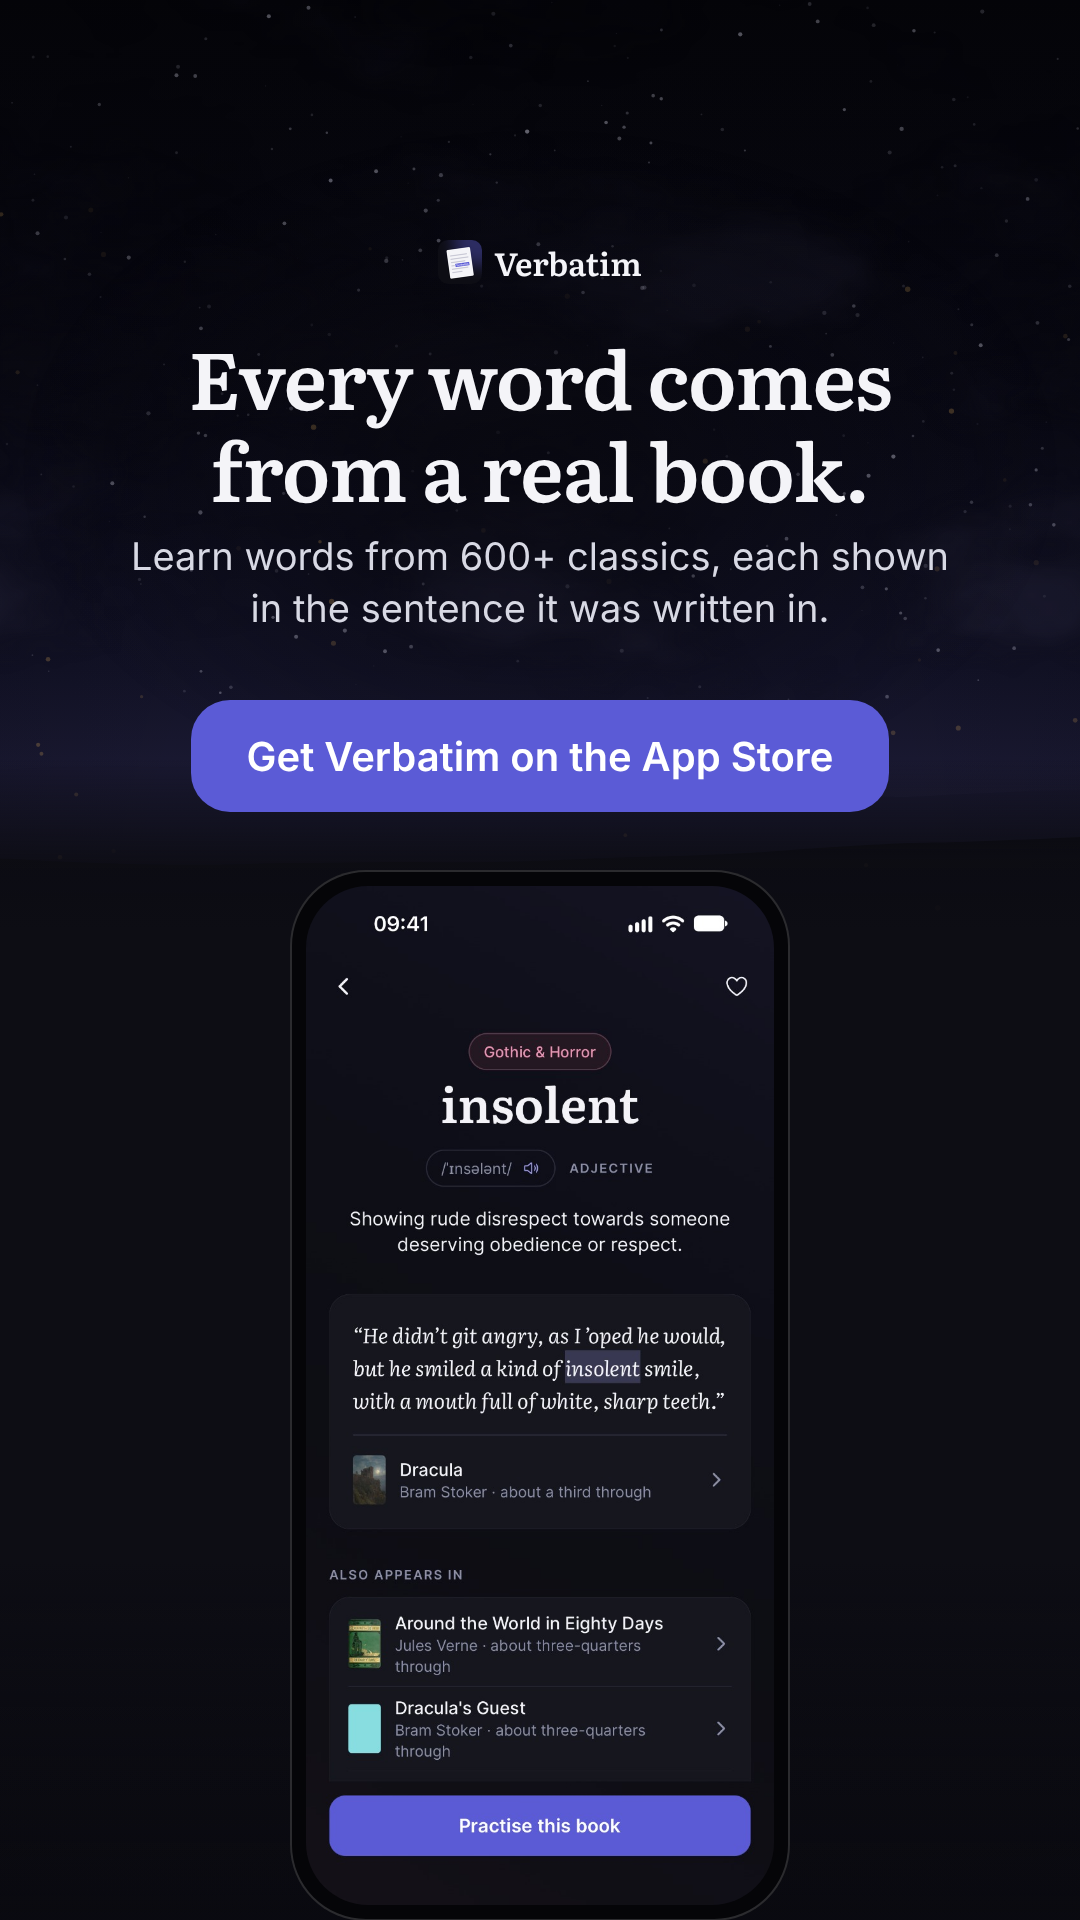 Verbatim
Every word comes
from a real book.
Learn words from 600+ classics, each shown
in the sentence it was written in.
Get Verbatim on the App Store
09:41
Gothic & Horror
insolent
/ˈɪnsələnt/ ADJECTIVE
Showing rude disrespect towards someone
deserving obedience or respect.
“He didn’t git angry, as I ’oped he would,
but he smiled a kind of insolent smile,
with a mouth full of white, sharp teeth.”
Dracula
Bram Stoker · about a third through
ALSO APPEARS IN
Around the World in Eighty Days
Jules Verne · about three-quarters
through
Dracula's Guest
Bram Stoker · about three-quarters
through
Practise this book